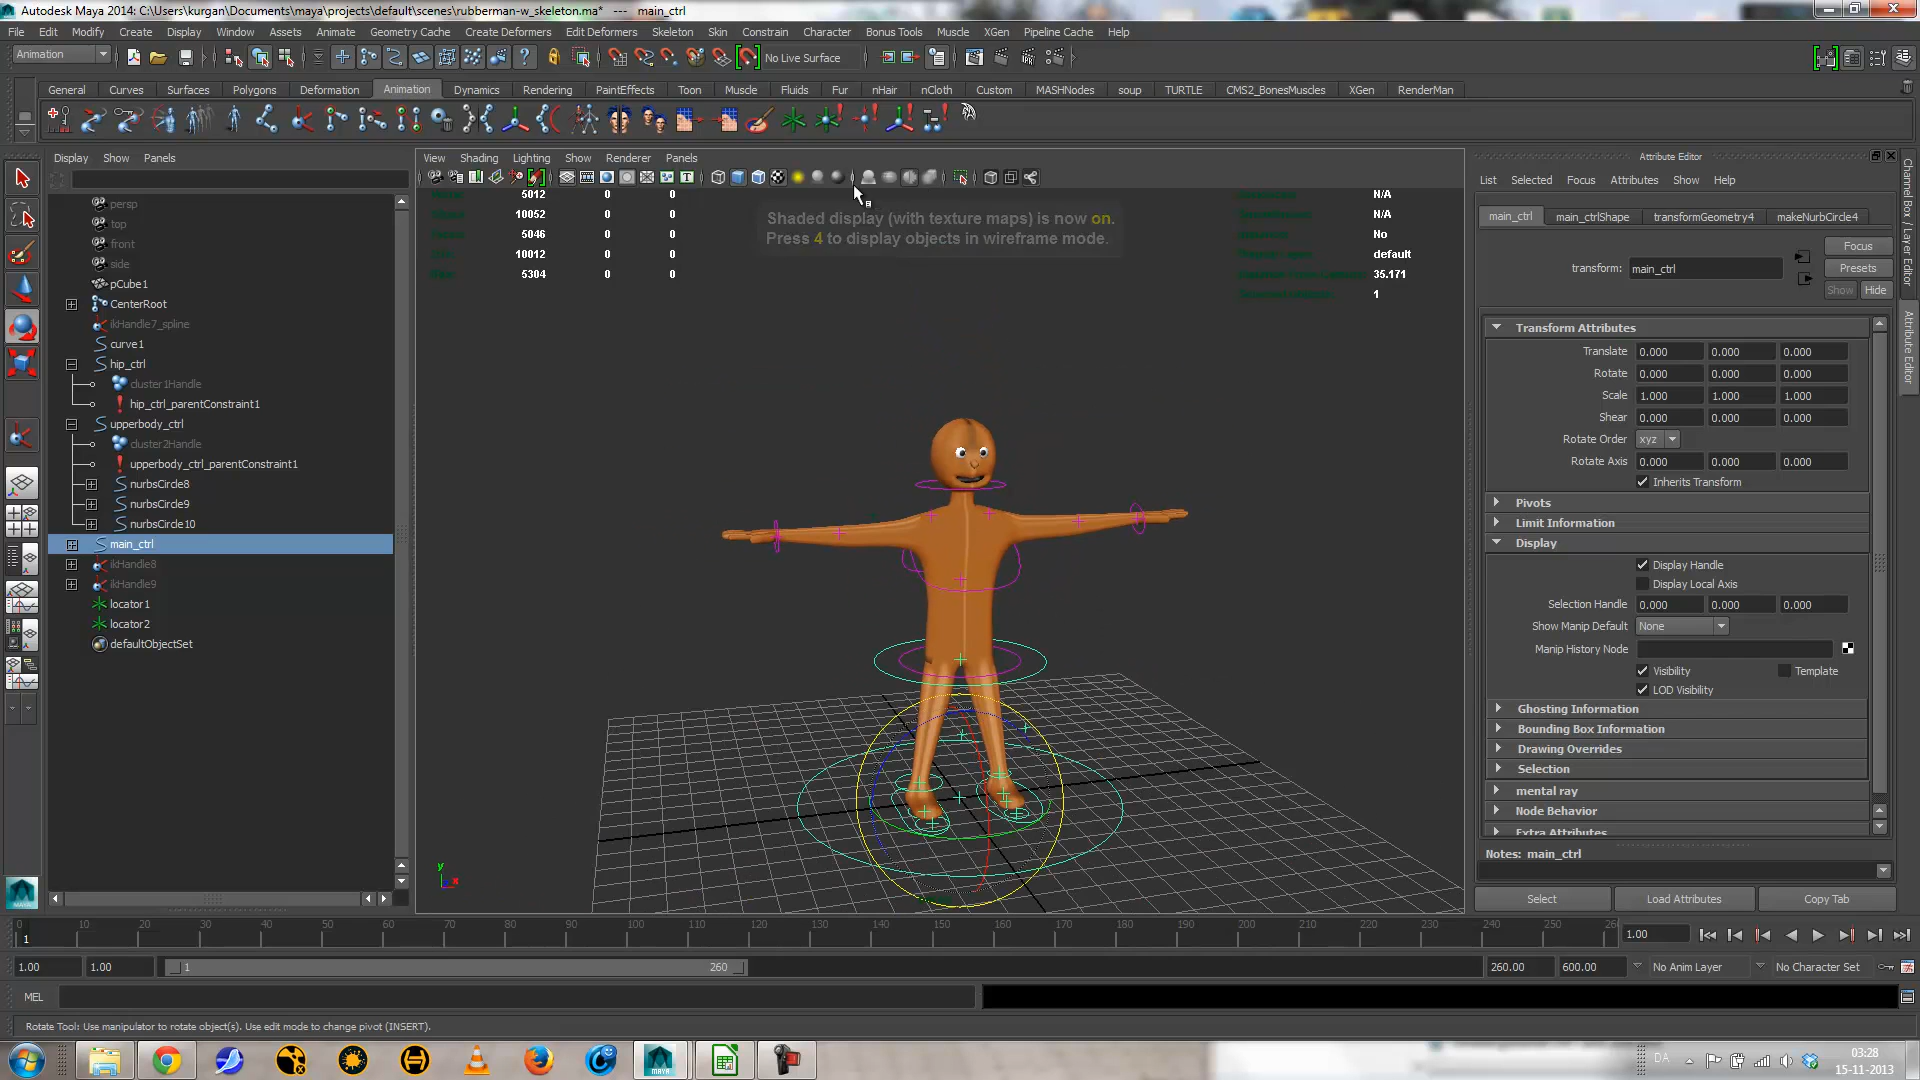 Autodesk Maya 2014: C:\Users\kurgan\Documents\maya\projects\default\scenes\rubberman-w_skeleton.ma* --- main_ctrl
File Edit Modify Create Display Window Assets Animate Geometry Cache Create Deformers Edit Deformers Skeleton Skin Constrain Character Bonus Tools Muscle XGen Pipeline Cache Help
Animation No Live Surface
General Curves Surfaces Polygons Deformation Animation Dynamics Rendering PaintEffects Toon Muscle Fluids Fur nHair nCloth Custom MASHNodes soup TURTLE CMS2_BonesMuscles XGen RenderMan
Display Show Panels
View Shading Lighting Show Renderer Panels
Attribute Editor
List Selected Focus Attributes Show Help
persp
top
front
side
pCube1
CenterRoot
ikHandle7_spline
curve1
hip_ctrl
cluster1Handle
hip_ctrl_parentConstraint1
upperbody_ctrl
cluster2Handle
upperbody_ctrl_parentConstraint1
nurbsCircle8
nurbsCircle9
nurbsCircle10
main_ctrl
ikHandle8
ikHandle9
locator1
locator2
defaultObjectSet
5012 0 0
10052 0 0
5046 0 0
10012 0 0
5304 0 0
Shaded display (with texture maps) is now on.
Press 4 to display objects in wireframe mode.
N/A
N/A
No
default
35.171
1
y
x
main_ctrl main_ctrlShape transformGeometry4 makeNurbCircle4
transform: main_ctrl
Focus
Presets
Show Hide
Transform Attributes
Translate 0.000 0.000 0.000
Rotate 0.000 0.000 0.000
Scale 1.000 1.000 1.000
Shear 0.000 0.000 0.000
Rotate Order xyz
Rotate Axis 0.000 0.000 0.000
Inherits Transform
Pivots
Limit Information
Display
Display Handle
Display Local Axis
Selection Handle 0.000 0.000 0.000
Show Manip Default None
Manip History Node
Visibility Template
LOD Visibility
Ghosting Information
Bounding Box Information
Drawing Overrides
Selection
mental ray
Node Behavior
Extra Attributes
Notes: main_ctrl
Select Load Attributes Copy Tab
Channel Box / Layer Editor
Attribute Editor
0 10 20 30 40 50 60 70 80 90 100 110 120 130 140 150 160 170 180 190 200 210 220 230 240 250 26
1
1.00
1.00 1.00 1 260 260.00 600.00 No Anim Layer No Character Set
MEL
Rotate Tool: Use manipulator to rotate object(s). Use edit mode to change pivot (INSERT).
MAYA
DA
03:28
15-11-2013